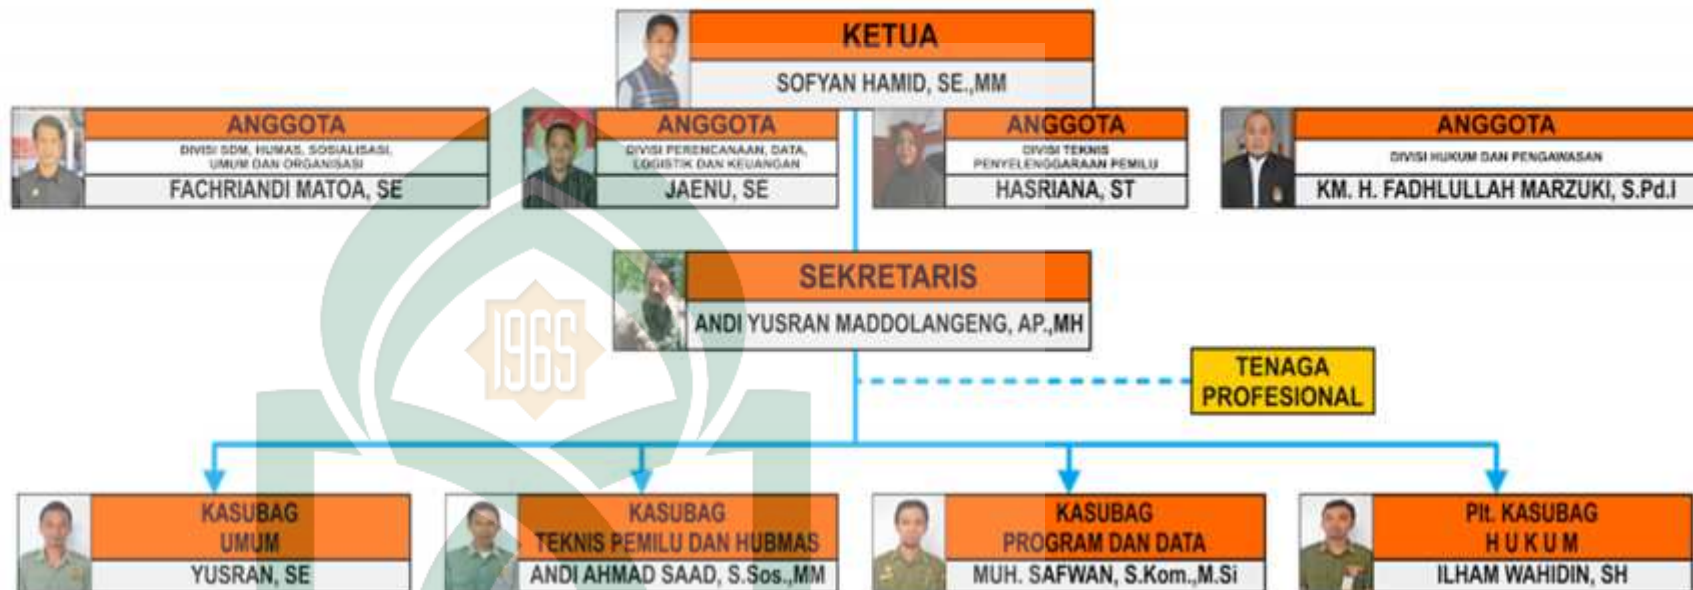 KETUA
SOFYAN HAMID, SE.,MM
ANGGOTA
DIVISI SDM, HUMAS, SOSIALISASI,
UMUM DAN ORGANISASI
FACHRIANDI MATOA, SE
ANGGOTA
DIVISI PERENCANAAN, DATA,
LOGISTIK DAN KEUANGAN
JAENU, SE
ANGGOTA
DIVISI TEKNIS
PENYELENGGARAAN PEMILU
HASRIANA, ST
ANGGOTA
DIVISI HUKUM DAN PENGAWASAN
KM. H. FADHLULLAH MARZUKI, S.Pd.I
SEKRETARIS
ANDI YUSRAN MADDOLANGENG, AP.,MH
1965
TENAGA
PROFESIONAL
KASUBAG
UMUM
YUSRAN, SE
KASUBAG
TEKNIS PEMILU DAN HUBMAS
ANDI AHMAD SAAD, S.Sos.,MM
KASUBAG
PROGRAM DAN DATA
MUH. SAFWAN, S.Kom.,M.Si
Plt. KASUBAG
H U K U M
ILHAM WAHIDIN, SH